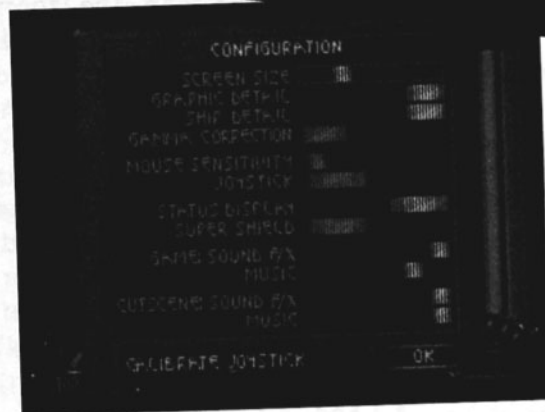 CONFIGURATION
SCREEN SIZE
GRAPHIC DETAIL
SHIP DETAIL
GAMMA CORRECTION
MOUSE SENSITIVITY
JOYSTICK
STATUS DISPLAY
SUPER SHIELD
GAME: SOUND F/X
MUSIC
CUTSCENE: SOUND F/X
MUSIC
CALIBRATE JOYSTICK OK